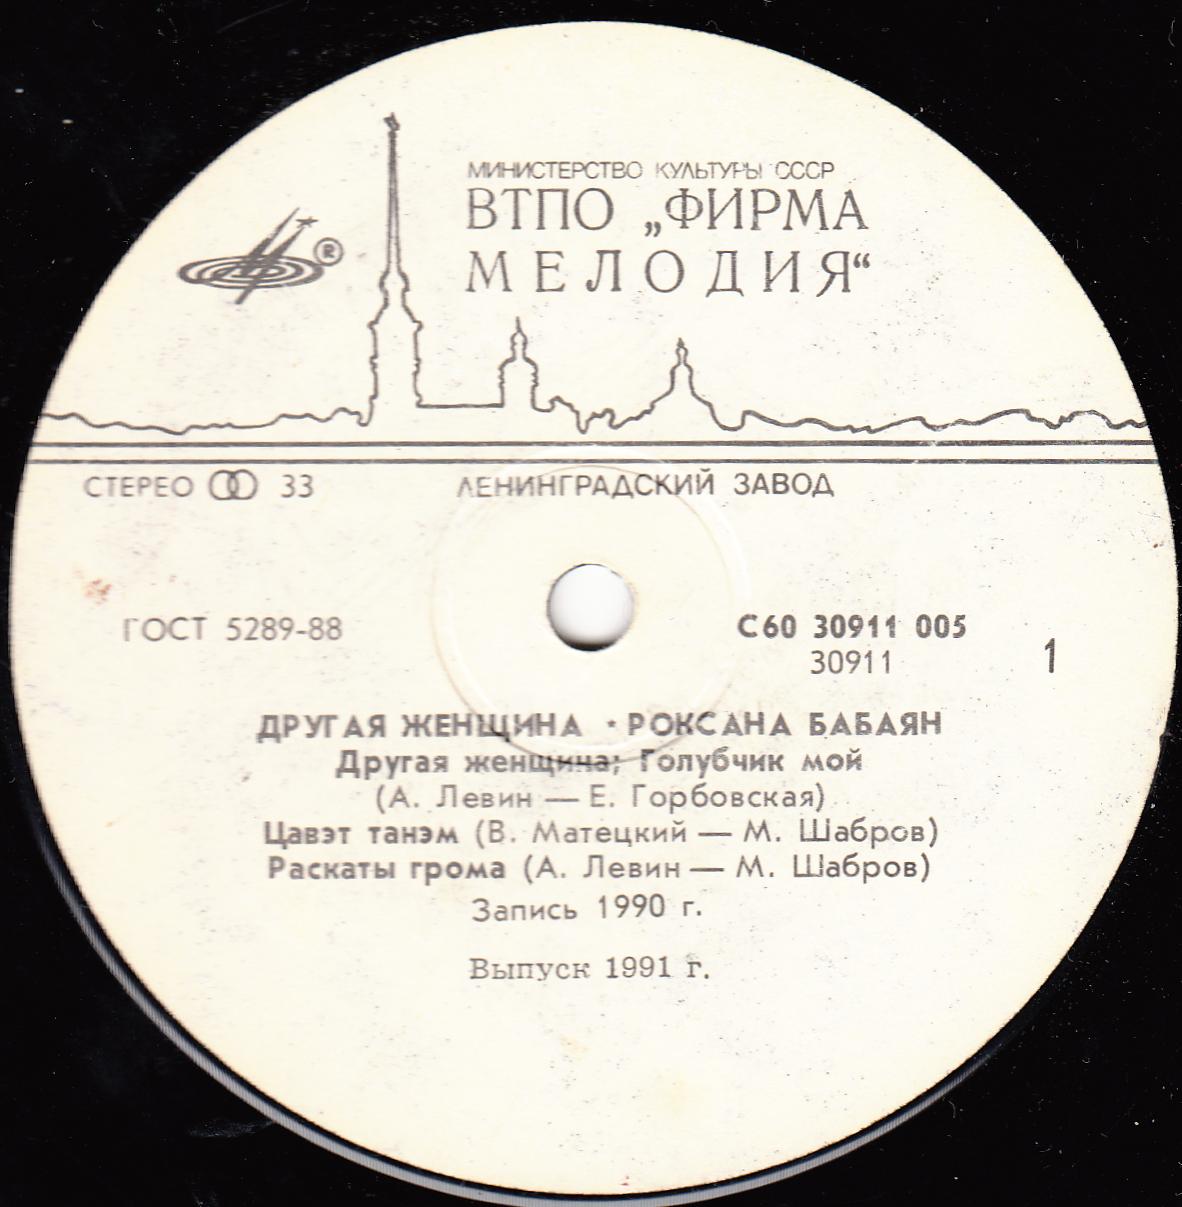 МИНИСТЕРСТВО КУЛЬТУРЫ СССР
ВТПО „ФИРМА
МЕЛОДИЯ“
®
СТЕРЕО 33
ЛЕНИНГРАДСКИЙ ЗАВОД
ГОСТ 5289-88
С60 30911 005
30911
1
ДРУГАЯ ЖЕНЩИНА · РОКСАНА БАБАЯН
Другая женщина; Голубчик мой
(А. Левин — Е. Горбовская)
Цавэт танэм (В. Матецкий — М. Шабров)
Раскаты грома (А. Левин — М. Шабров)
Запись 1990 г.
Выпуск 1991 г.